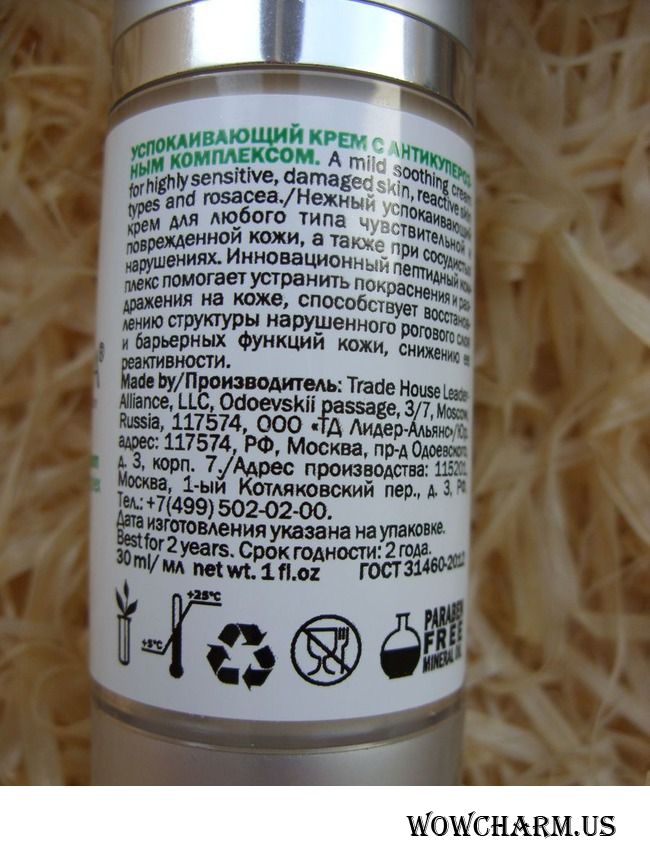 УСПОКАИВАЮЩИЙ КРЕМ С АНТИКУПЕРОЗ-
НЫМ КОМПЛЕКСОМ. A mild soothing cream
for highly sensitive, damaged skin, reactive skin
types and rosacea./Нежный успокаивающий
крем для любого типа чувствительной и
поврежденной кожи, а также при сосудистых
нарушениях. Инновационный пептидный ком-
плекс помогает устранить покраснения и раз-
дражения на коже, способствует восстанов-
лению структуры нарушенного рогового слоя
и барьерных функций кожи, снижению ее
реактивности.
Made by/Производитель: Trade House Leader-
Alliance, LLC, Odoevskii passage, 3/7, Moscow,
Russia, 117574, ООО «ТД Лидер-Альянс»/Юр.
адрес: 117574, РФ, Москва, пр-д Одоевского,
д. 3, корп. 7./Адрес производства: 115201,
Москва, 1-ый Котляковский пер., д. 3, РФ.
Тел.: +7(499) 502-02-00.
Дата изготовления указана на упаковке.
Best for 2 years. Срок годности: 2 года.
30 ml/ мл net wt. 1 fl.oz ГОСТ 31460-2012
+5°C +25°C
PARABEN
FREE
MINERAL OIL
WOWCHARM.US